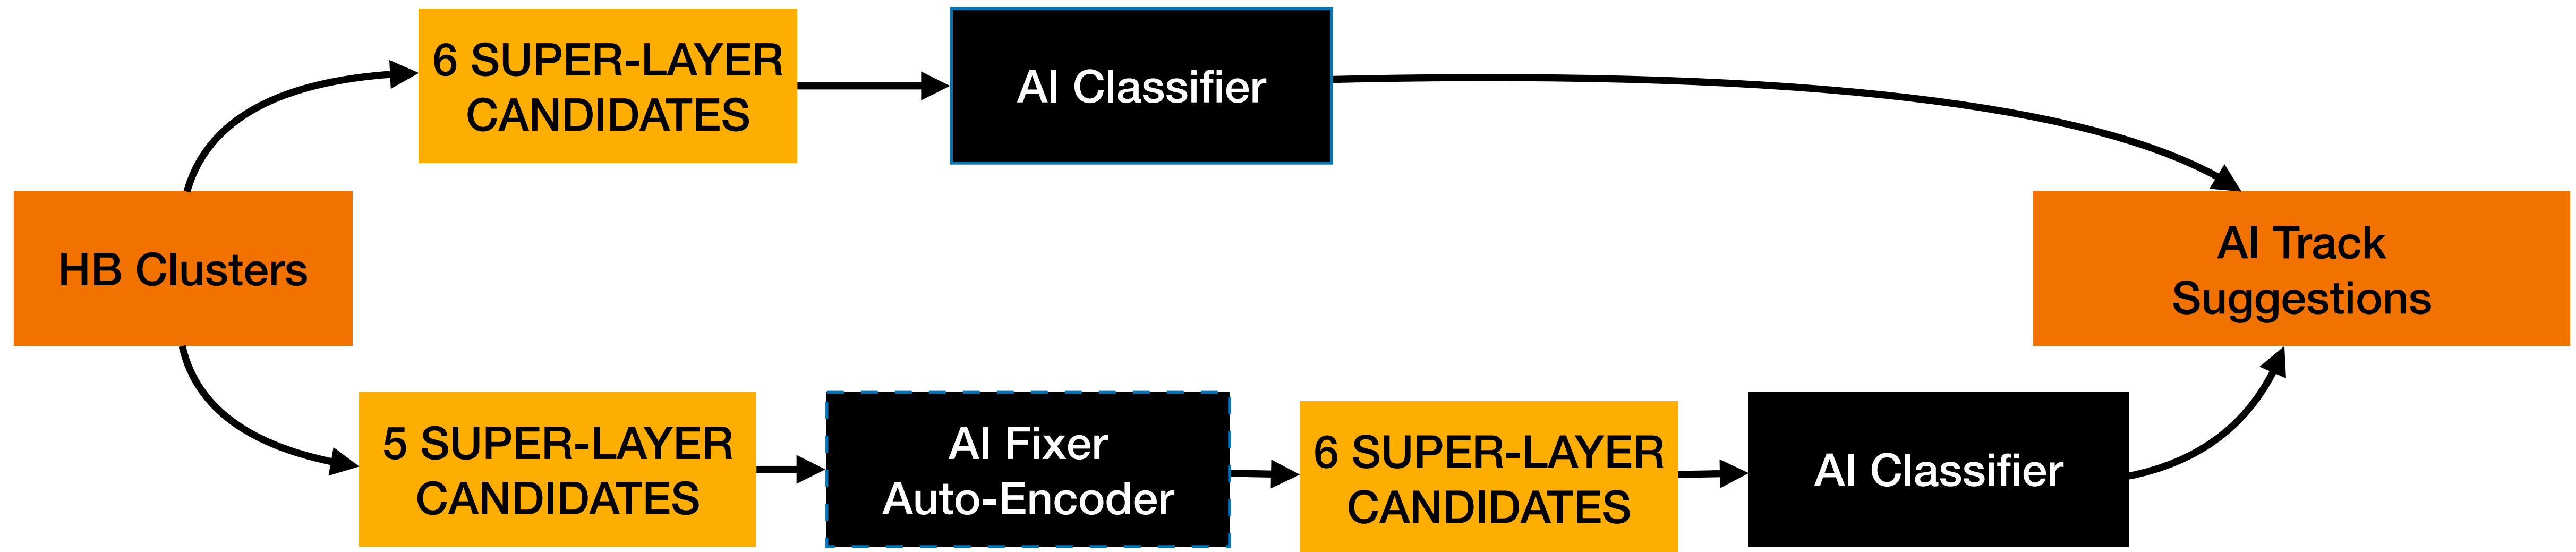 6 SUPER-LAYER
CANDIDATES
AI Classifier
HB Clusters
AI Track
Suggestions
5 SUPER-LAYER
CANDIDATES
AI Fixer
Auto-Encoder
6 SUPER-LAYER
CANDIDATES
AI Classifier